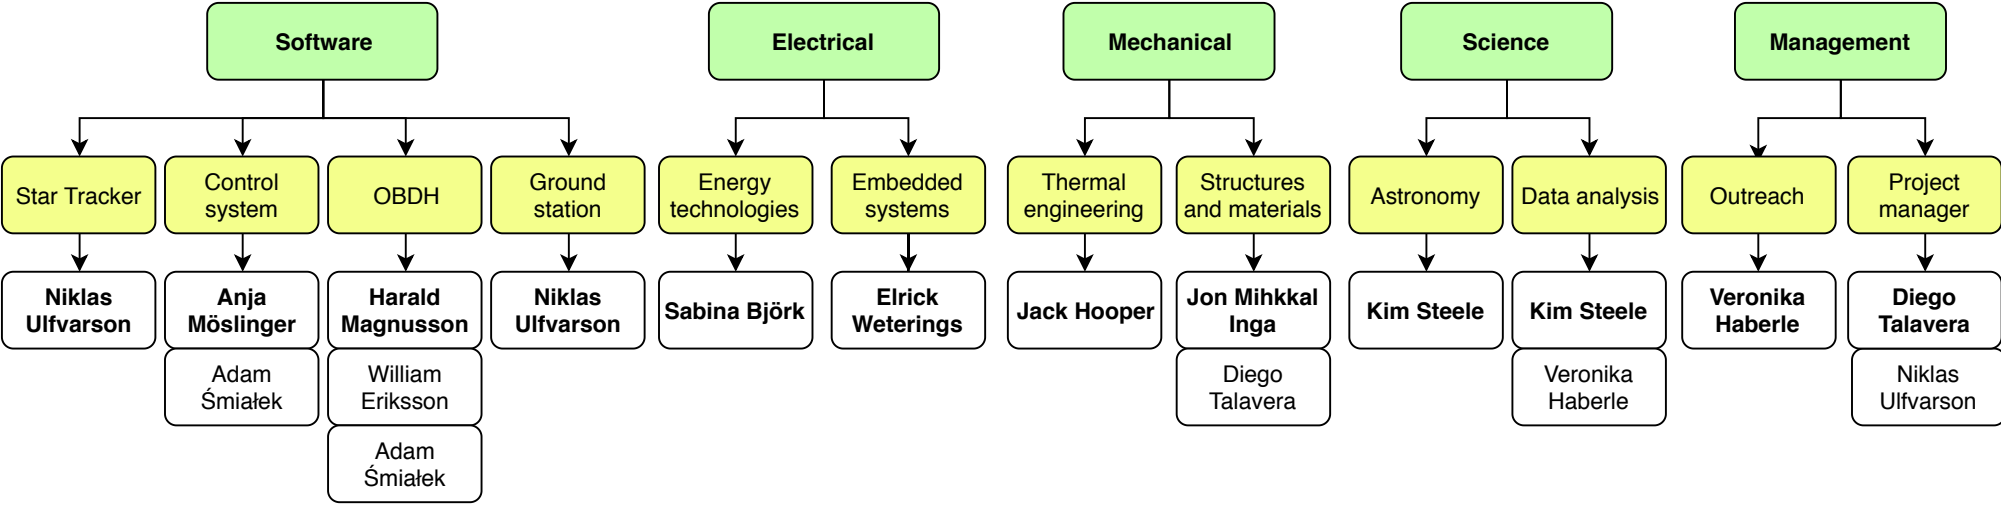 Software
Electrical
Mechanical
Science
Management
Star Tracker
Control
system
OBDH
Ground
station
Energy
technologies
Embedded
systems
Thermal
engineering
Structures
and materials
Astronomy
Data analysis
Outreach
Project
manager
Niklas
Ulfvarson
Anja
Möslinger
Harald
Magnusson
Niklas
Ulfvarson
Sabina Björk
Elrick
Weterings
Jack Hooper
Jon Mihkkal
Inga
Kim Steele
Kim Steele
Veronika
Haberle
Diego
Talavera
Adam
Śmiałek
William
Eriksson
Diego
Talavera
Veronika
Haberle
Niklas
Ulfvarson
Adam
Śmiałek